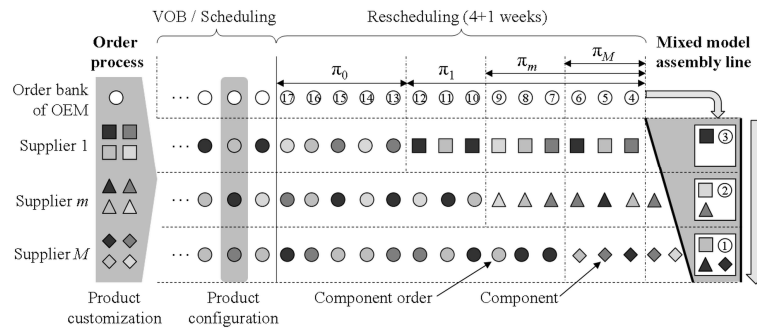 VOB / Scheduling
Rescheduling (4+1 weeks)
Order
process
π0
π1
πm
πM
Mixed model
assembly line
Order bank
of OEM
··· 17 16 15 14 13 12 11 10 9 8 7 6 5 4
Supplier 1
···
3
Supplier m
···
2
Supplier M
···
1
Product
customization
Product
configuration
Component order
Component